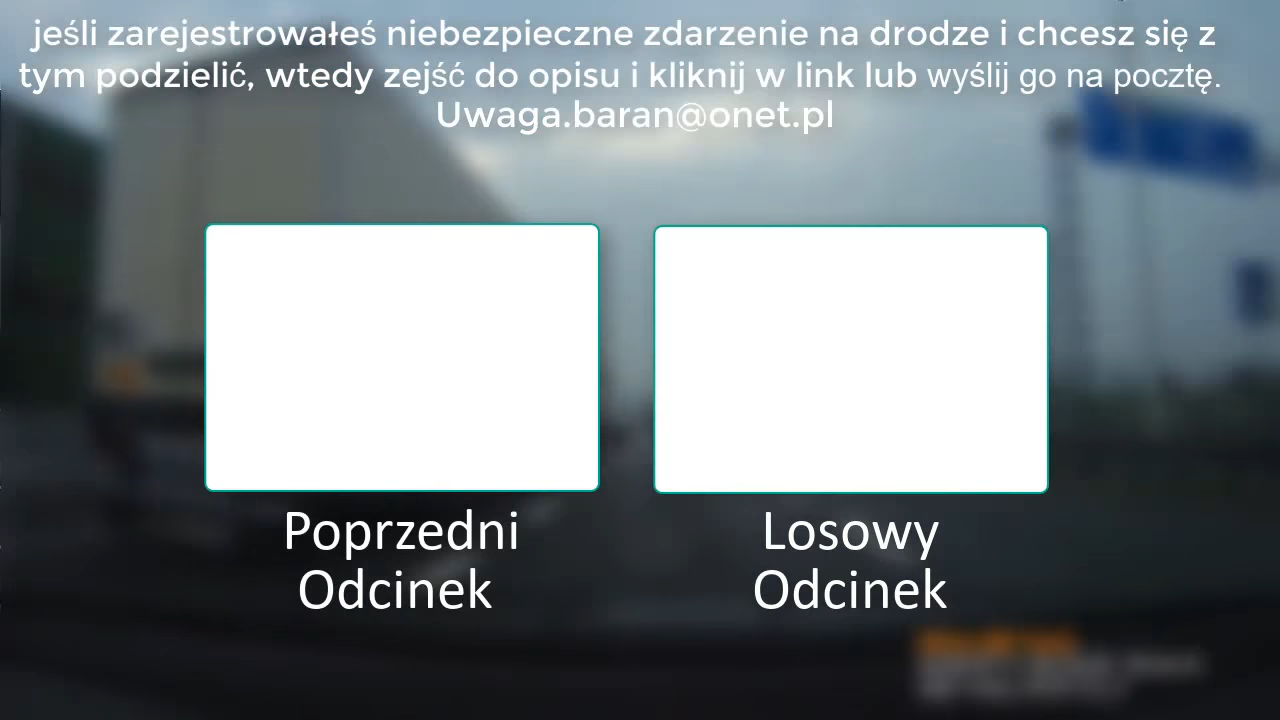 jeśli zarejestrowałeś niebezpieczne zdarzenie na drodze i chcesz się z
tym podzielić, wtedy zejść do opisu i kliknij w link lub wyślij go na pocztę.
Uwaga.baran@onet.pl
Poprzedni
Odcinek
Losowy
Odcinek